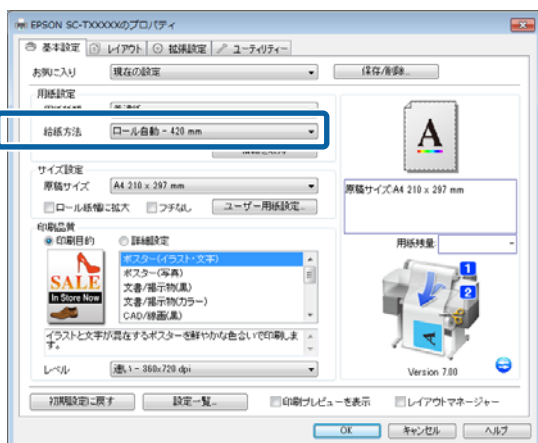 EPSON SC-TXXXXXのプロパティ
基本設定 レイアウト 拡張設定 ユーティリティー
お気に入り 現在の設定 保存/削除...
用紙設定
給紙方法 ロール自動 - 420 mm
サイズ設定
原稿サイズ A4 210 x 297 mm
ロール紙幅に拡大 フチなし ユーザー用紙設定...
印刷品質
印刷目的 詳細設定
SALE
In Store Now
ポスター(イラスト・文字)
ポスター(写真)
文書/掲示物(黒)
文書/掲示物(カラー)
CAD/線画(黒)
イラストと文字が混在するポスターを鮮やかな色合いで印刷しま
す。
レベル 速い - 360x720 dpi
A
原稿サイズ:A4 210 x 297 mm
用紙残量: -
1
2
A
Version 7.00
初期設定に戻す 設定一覧... 印刷プレビューを表示 レイアウトマネージャー
OK キャンセル ヘルプ